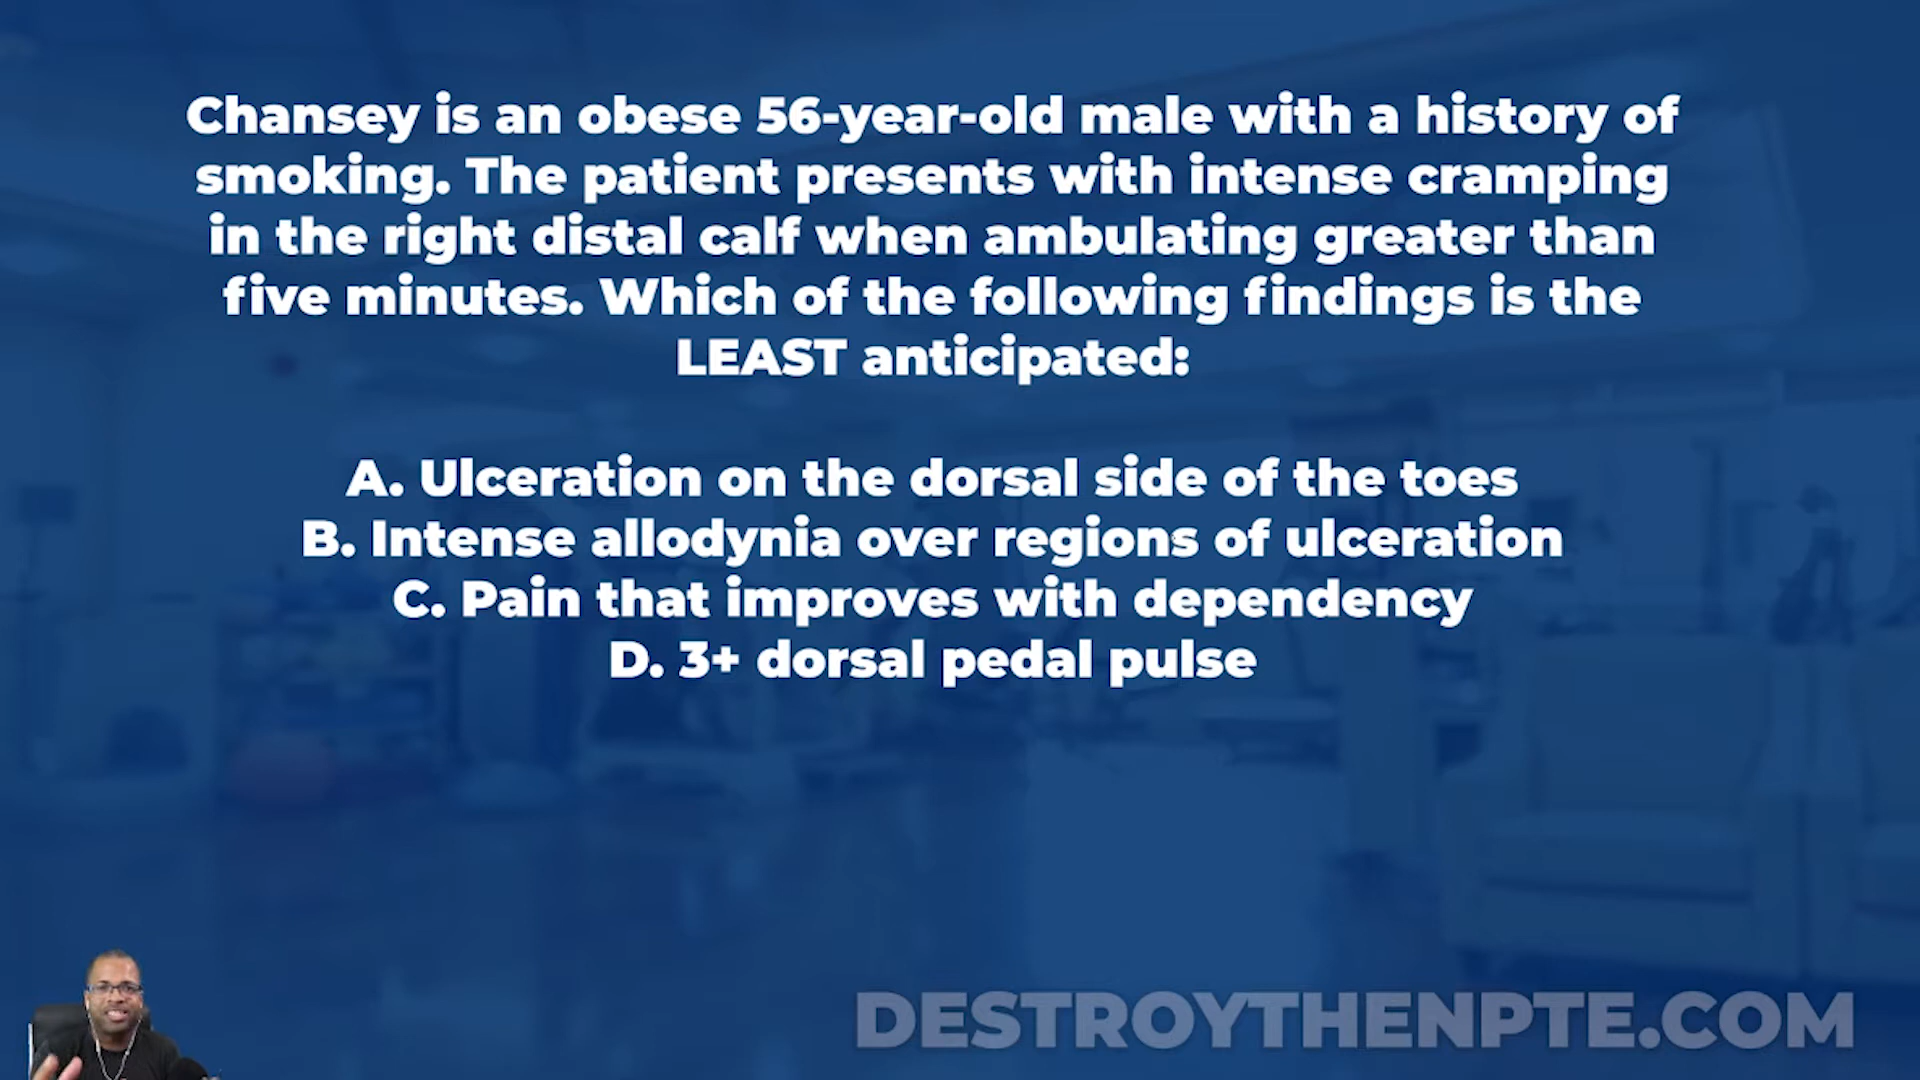 Chansey is an obese 56-year-old male with a history of
smoking. The patient presents with intense cramping
in the right distal calf when ambulating greater than
five minutes. Which of the following findings is the
LEAST anticipated:
A. Ulceration on the dorsal side of the toes
B. Intense allodynia over regions of ulceration
C. Pain that improves with dependency
D. 3+ dorsal pedal pulse
DESTROYTHENPTE.COM